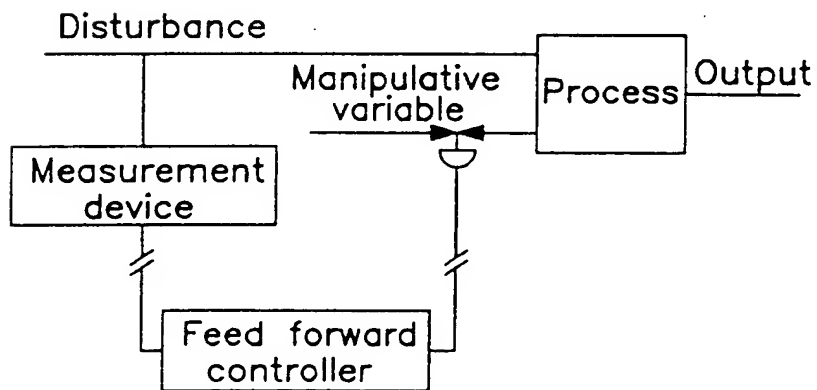 Disturbance
Manipulative
variable
Process
Output
Measurement
device
Feed forward
controller